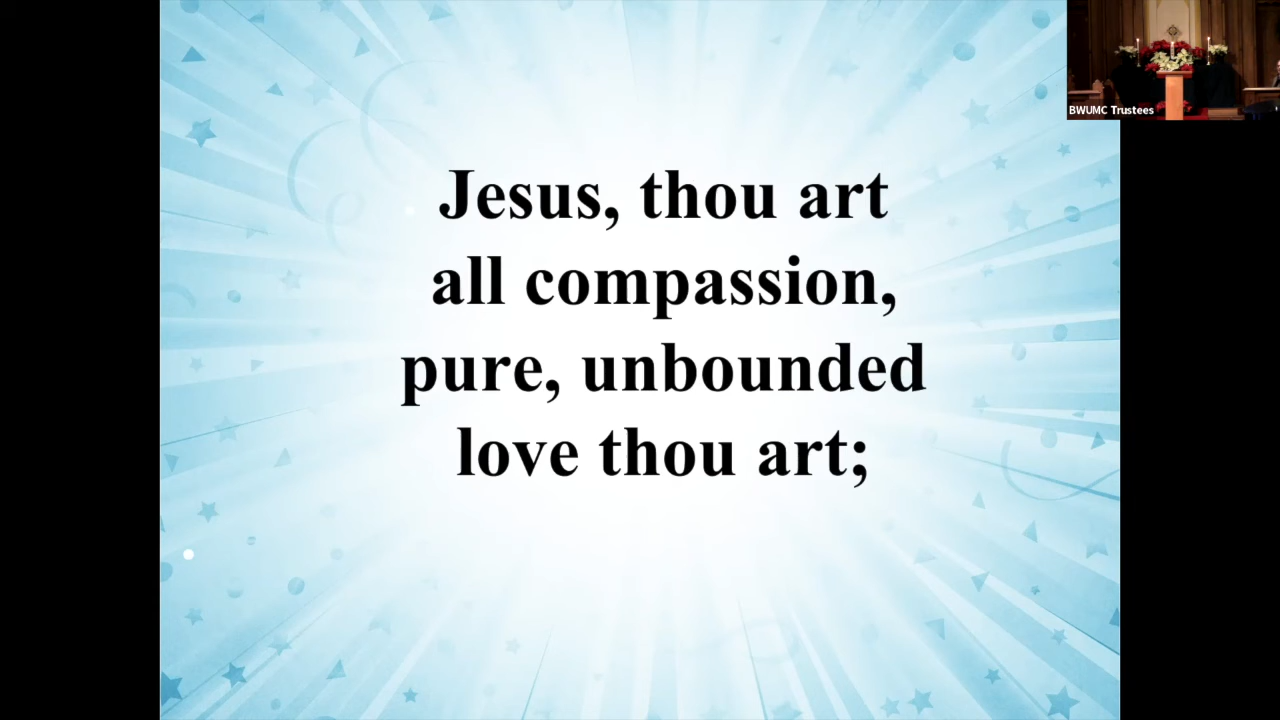 Jesus, thou art
all compassion,
pure, unbounded
love thou art;
BWUMC Trustees